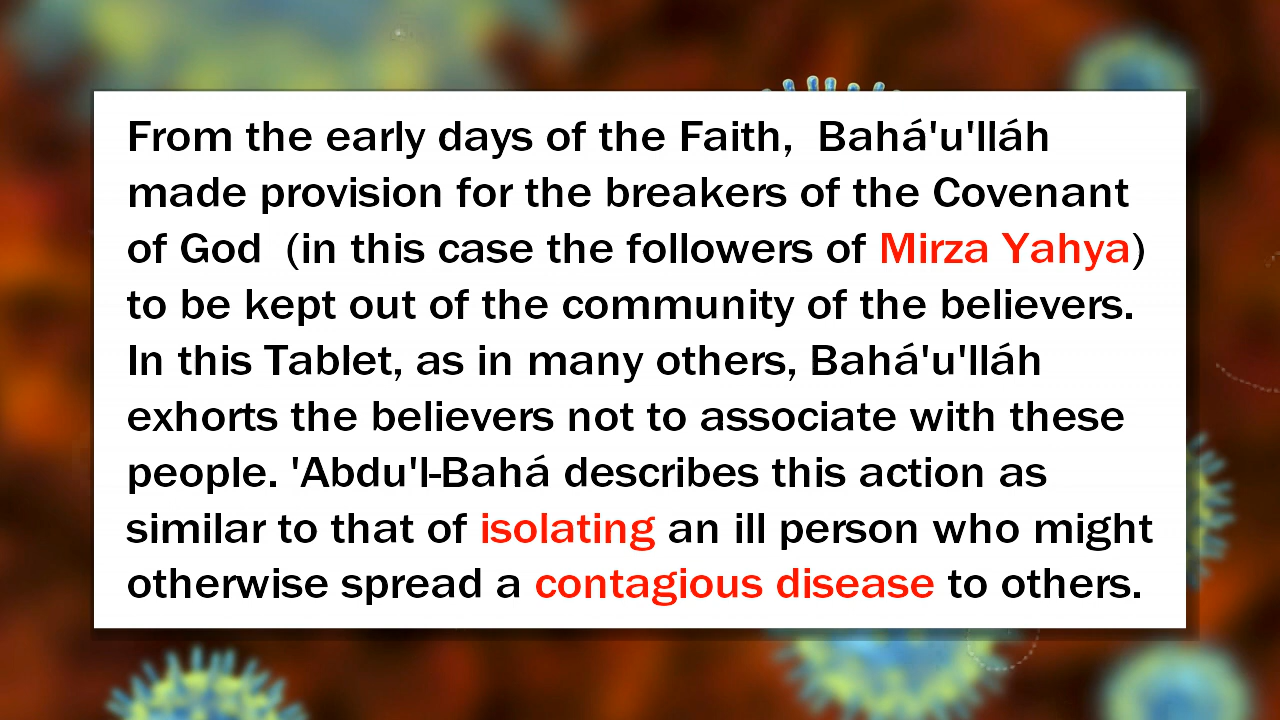 From the early days of the Faith,  Bahá'u'lláh
made provision for the breakers of the Covenant
of God  (in this case the followers of Mirza Yahya)
to be kept out of the community of the believers.
In this Tablet, as in many others, Bahá'u'lláh
exhorts the believers not to associate with these
people. 'Abdu'l-Bahá describes this action as
similar to that of isolating an ill person who might
otherwise spread a contagious disease to others.